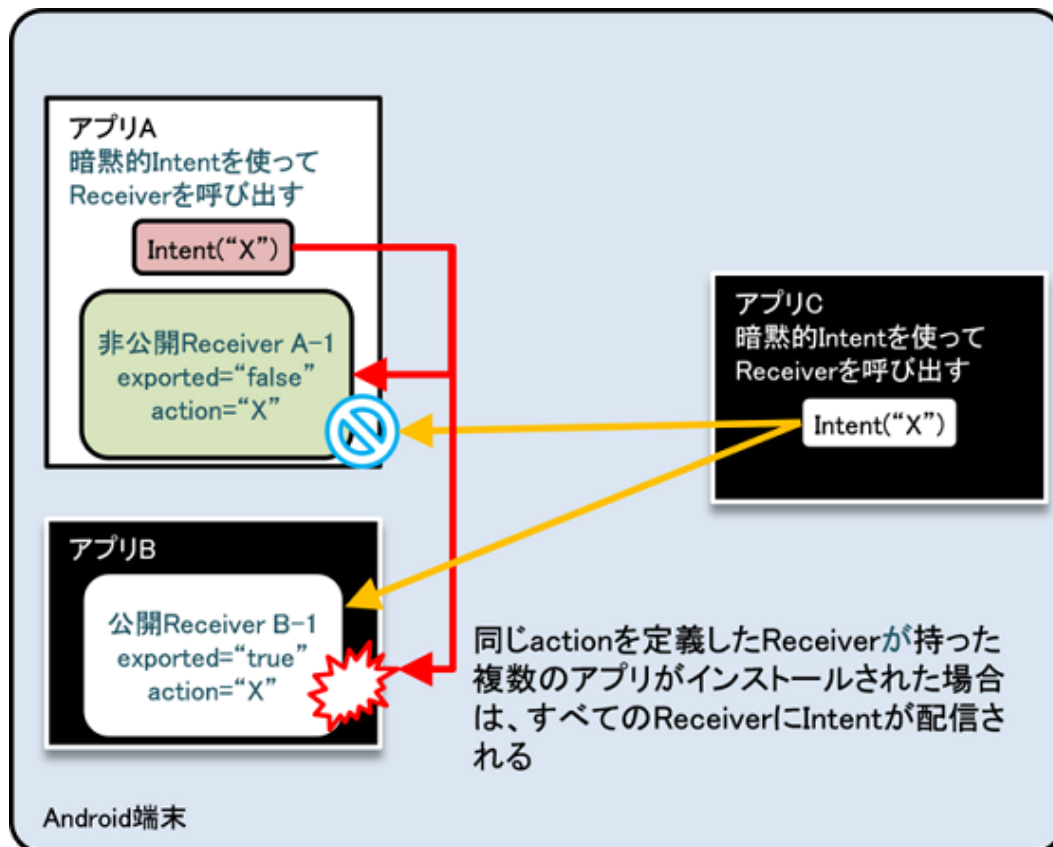 アプリA
暗黙的Intentを使って
Receiverを呼び出す
Intent(“X”)
非公開Receiver A-1
exported=“false”
action=“X”
アプリC
暗黙的Intentを使って
Receiverを呼び出す
Intent(“X”)
アプリB
公開Receiver B-1
exported=“true”
action=“X”
同じactionを定義したReceiverが持った
複数のアプリがインストールされた場合
は、すべてのReceiverにIntentが配信さ
れる
Android端末